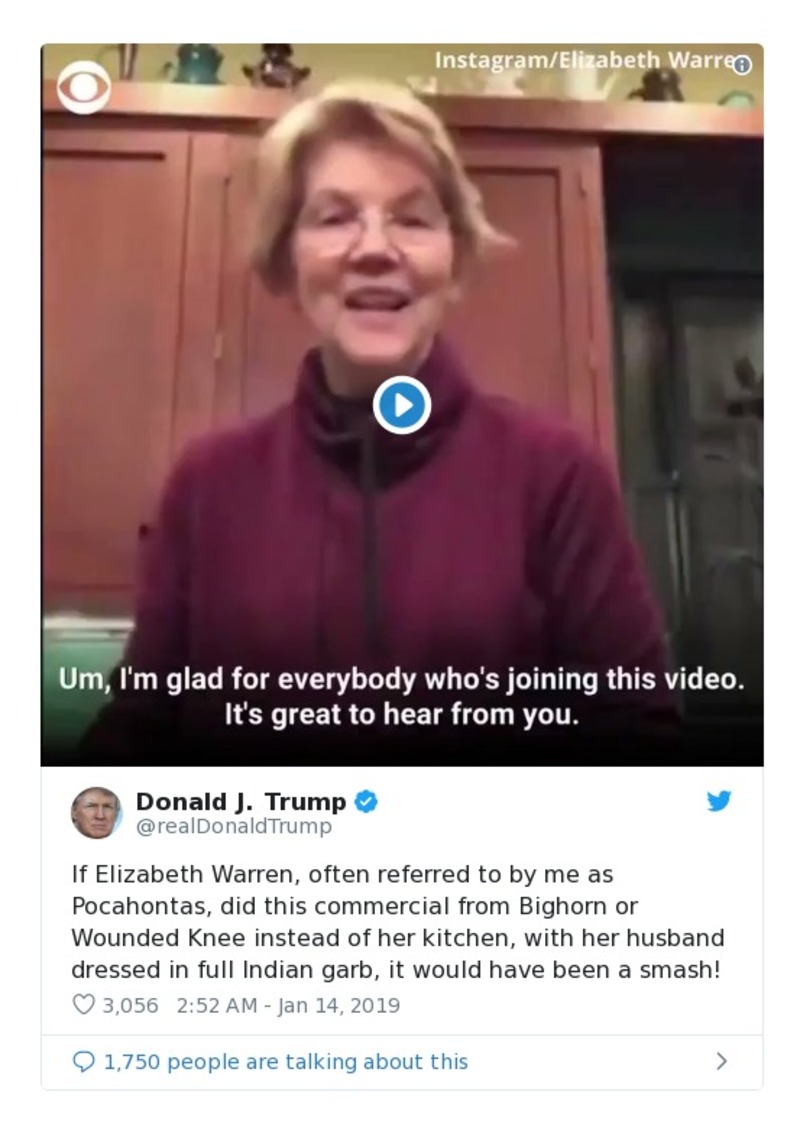 Instagram/Elizabeth Warren
Um, I'm glad for everybody who's joining this video.
It's great to hear from you.
Donald J. Trump
@realDonaldTrump
If Elizabeth Warren, often referred to by me as
Pocahontas, did this commercial from Bighorn or
Wounded Knee instead of her kitchen, with her husband
dressed in full Indian garb, it would have been a smash!
3,056 2:52 AM - Jan 14, 2019
1,750 people are talking about this